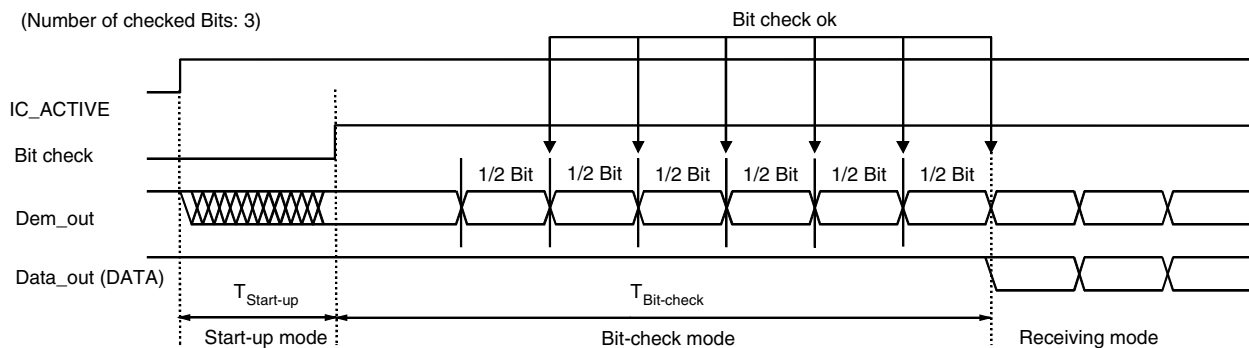 (Number of checked Bits: 3)
Bit check ok
IC_ACTIVE
Bit check
1/2 Bit 1/2 Bit 1/2 Bit 1/2 Bit 1/2 Bit 1/2 Bit
Dem_out
Data_out (DATA)
TStart-up TBit-check
Start-up mode Bit-check mode Receiving mode